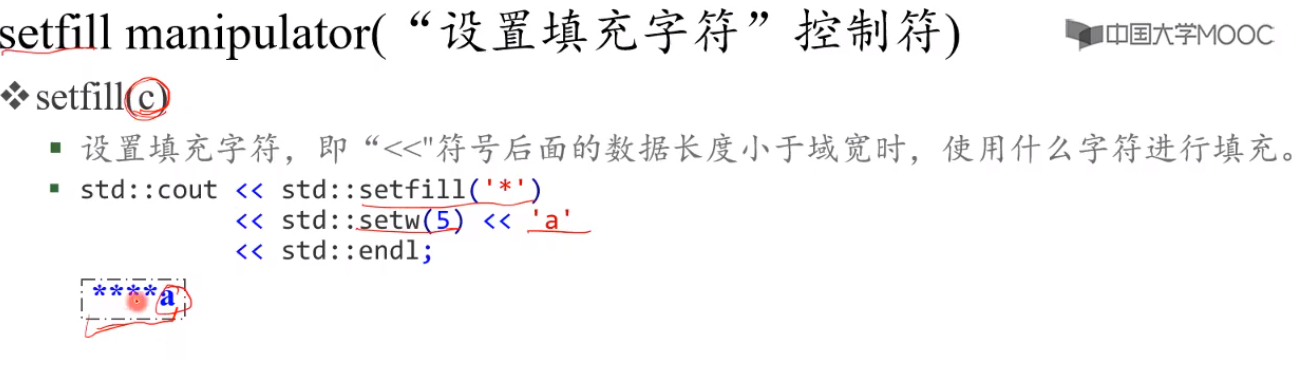 setfill manipulator(“设置填充字符”控制符)
中国大学MOOC
❖setfill(c)
▪ 设置填充字符，即“<<"符号后面的数据长度小于域宽时，使用什么字符进行填充。
▪ std::cout << std::setfill('*')
<< std::setw(5) << 'a'
<< std::endl;
****a